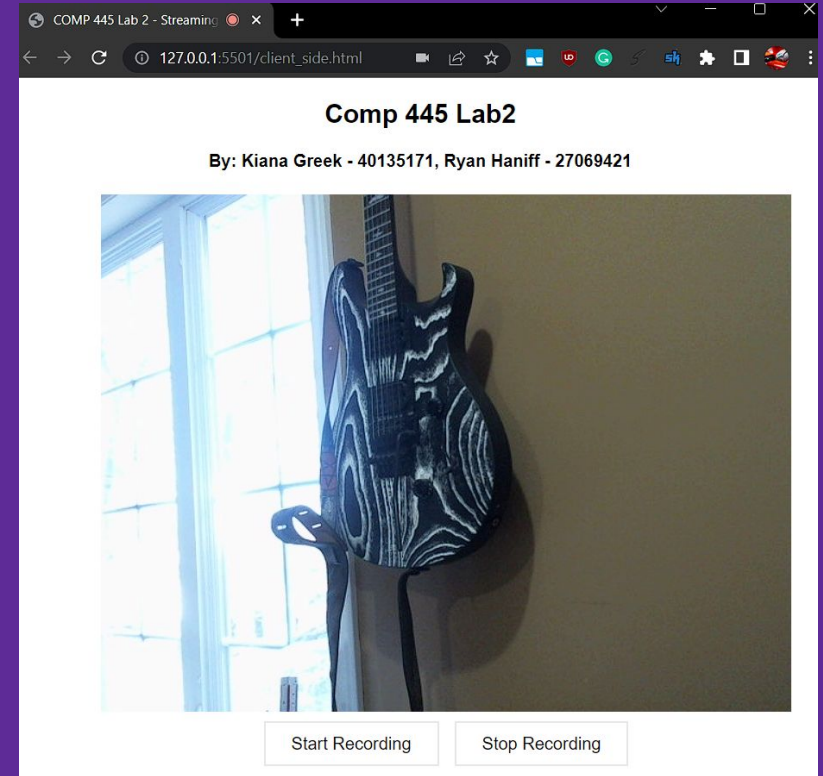 COMP 445 Lab 2 - Streaming
127.0.0.1:5501/client_side.html
Comp 445 Lab2
By: Kiana Greek - 40135171, Ryan Haniff - 27069421
Start Recording
Stop Recording